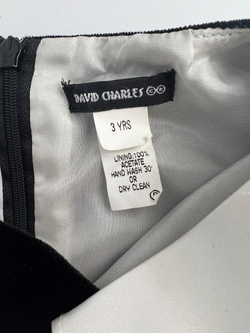 DAVID CHARLES
3 YRS
LINING:100%
ACETATE
HAND WASH 30°
OR
DRY CLEAN